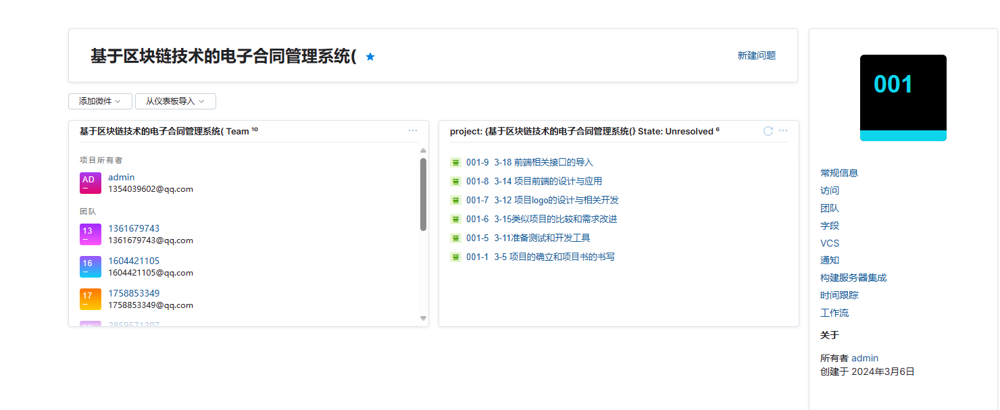 基于区块链技术的电子合同管理系统(
新建问题
添加微件
从仪表板导入
基于区块链技术的电子合同管理系统( Team 10
项目所有者
AD
admin
1354039602@qq.com
团队
13
1361679743
1361679743@qq.com
16
1604421105
1604421105@qq.com
17
1758853349
1758853349@qq.com
2859571307
project: {基于区块链技术的电子合同管理系统(} State: Unresolved 6
普 001-9 3-18 前端相关接口的导入
普 001-8 3-14 项目前端的设计与应用
普 001-7 3-12 项目logo的设计与相关开发
普 001-6 3-15类似项目的比较和需求改进
普 001-5 3-11准备测试和开发工具
普 001-1 3-5 项目的确立和项目书的书写
001
常规信息
访问
团队
字段
VCS
通知
构建服务器集成
时间跟踪
工作流
关于
所有者 admin
创建于 2024年3月6日